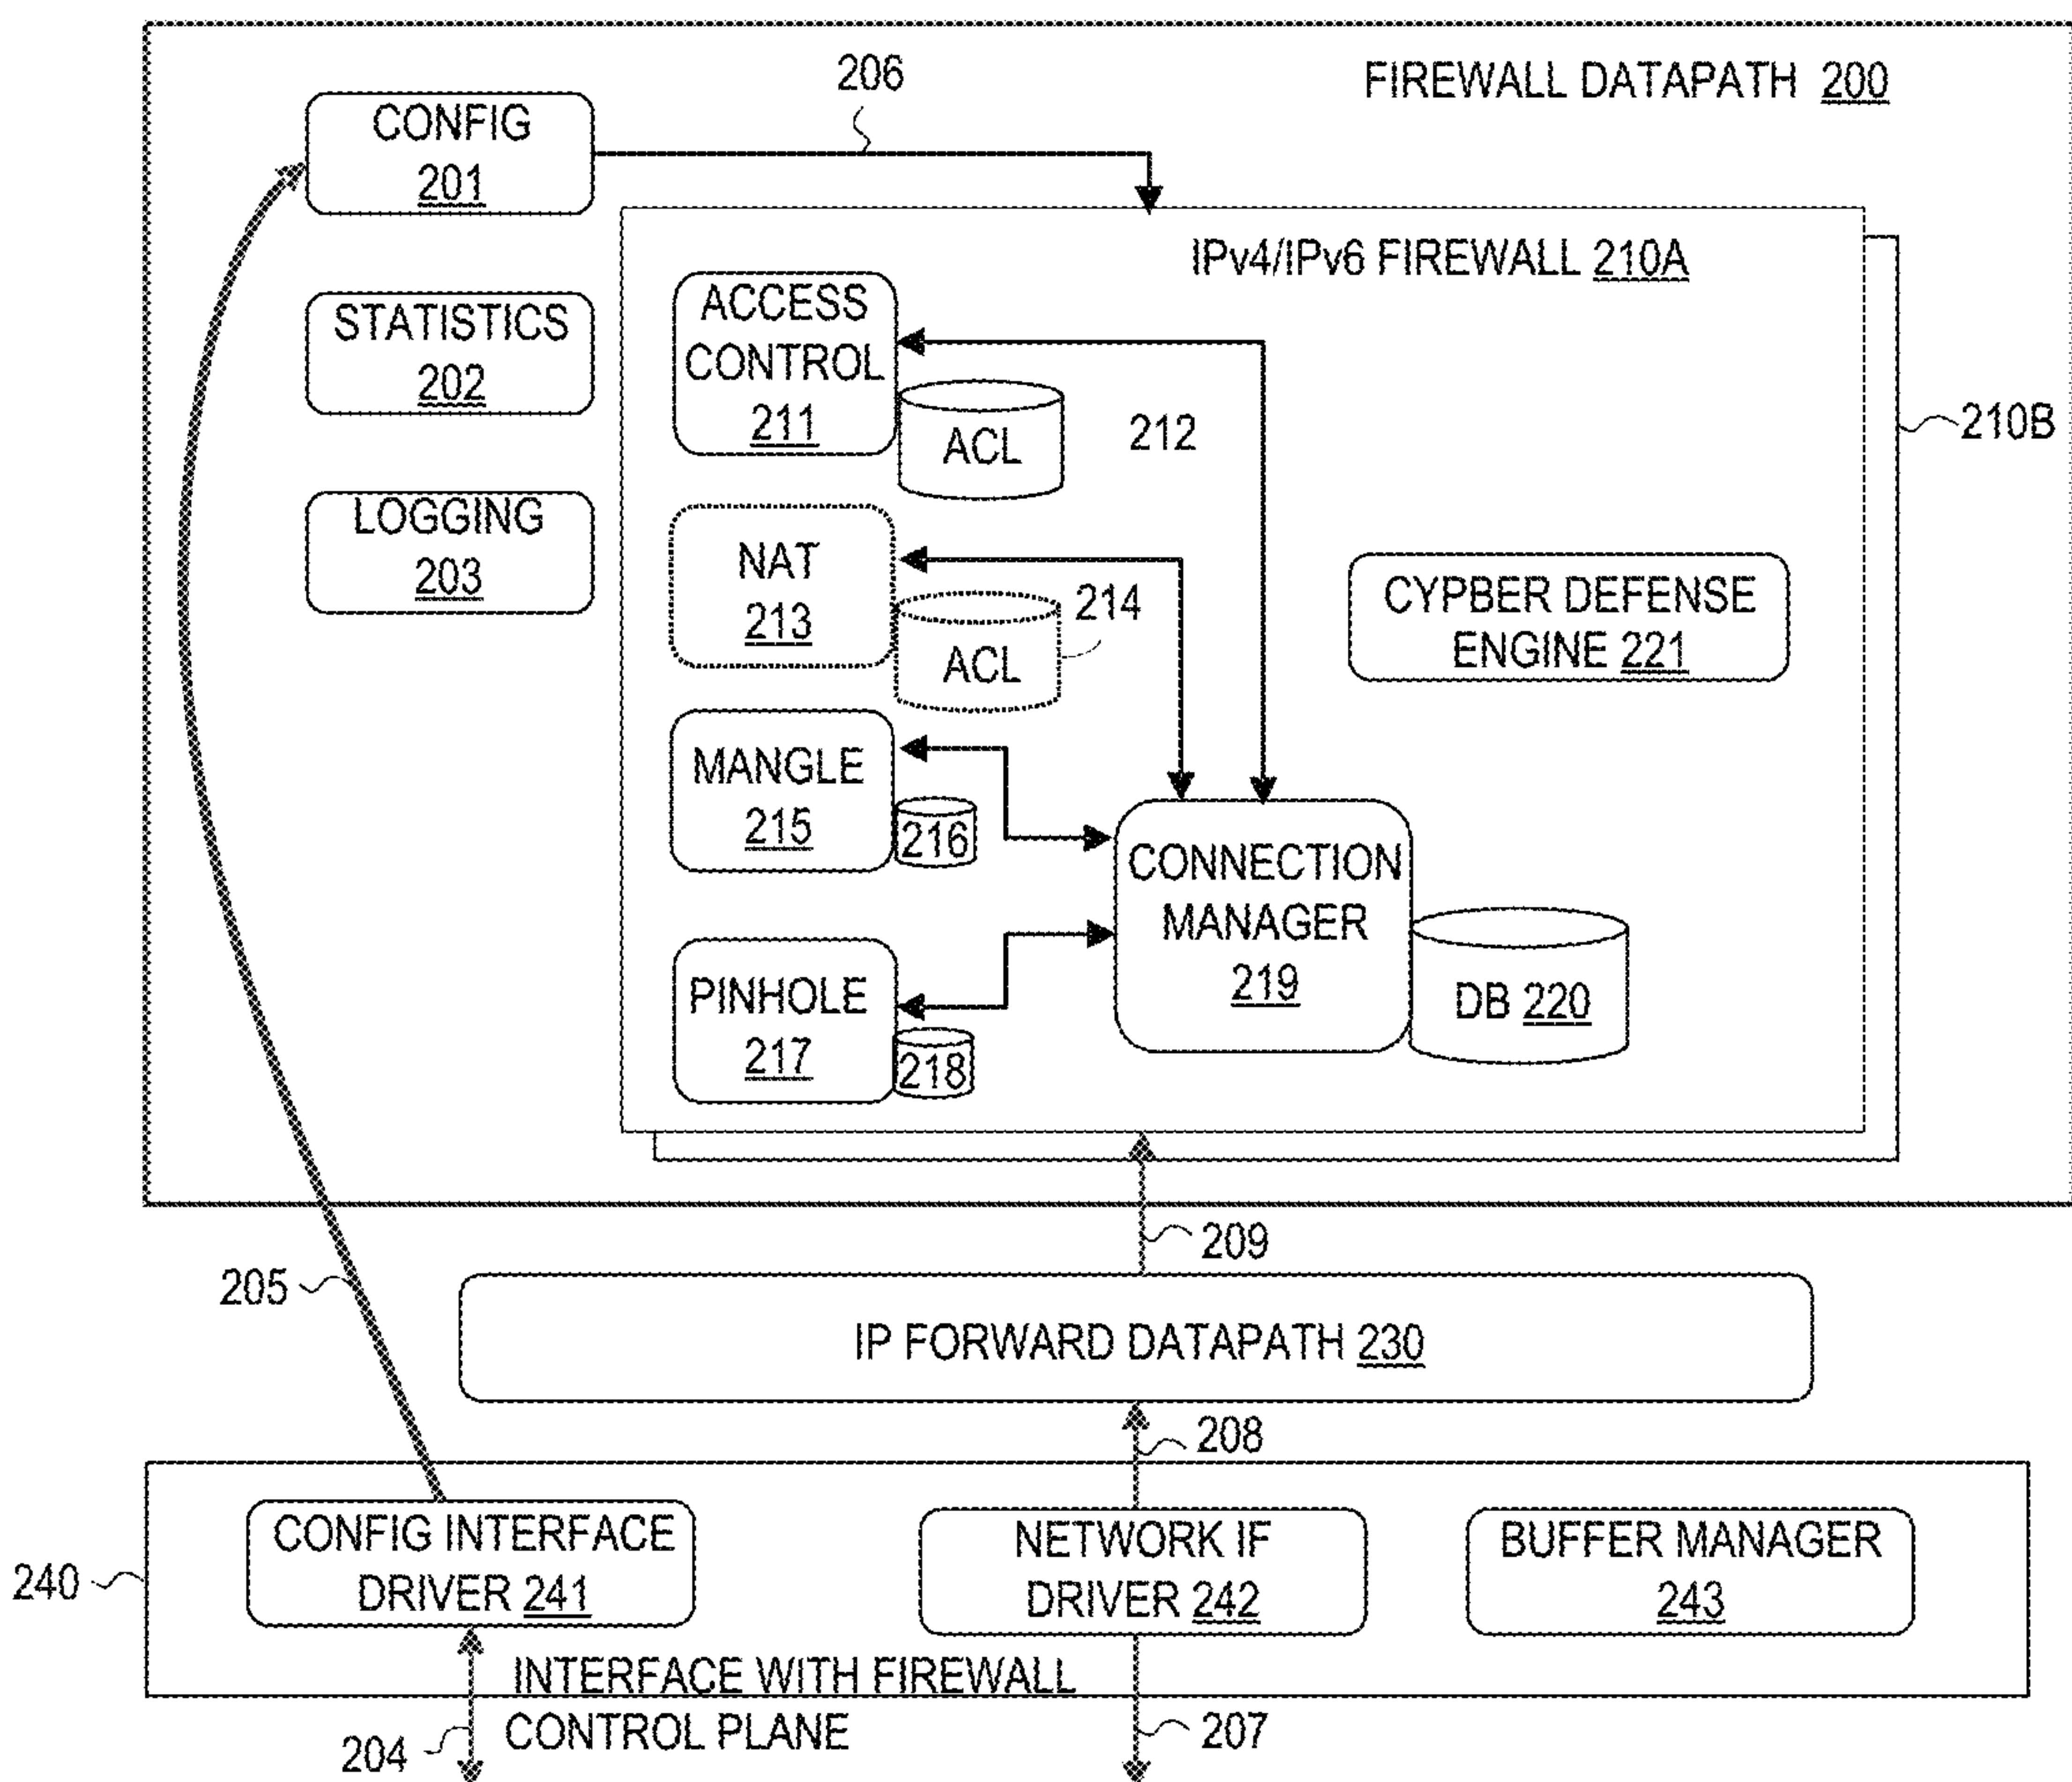 206
FIREWALL DATAPATH 200
CONFIG
201
IPv4/IPv6 FIREWALL 210A
STATISTICS
202
LOGGING
203
ACCESS
CONTROL
211
ACL
212
210B
NAT
213
ACL
214
CYPBER DEFENSE
ENGINE 221
MANGLE
215
216
CONNECTION
MANAGER
219
DB 220
PINHOLE
217
218
209
205
IP FORWARD DATAPATH 230
208
240
CONFIG INTERFACE
DRIVER 241
NETWORK IF
DRIVER 242
BUFFER MANAGER
243
INTERFACE WITH FIREWALL
CONTROL PLANE
204
207